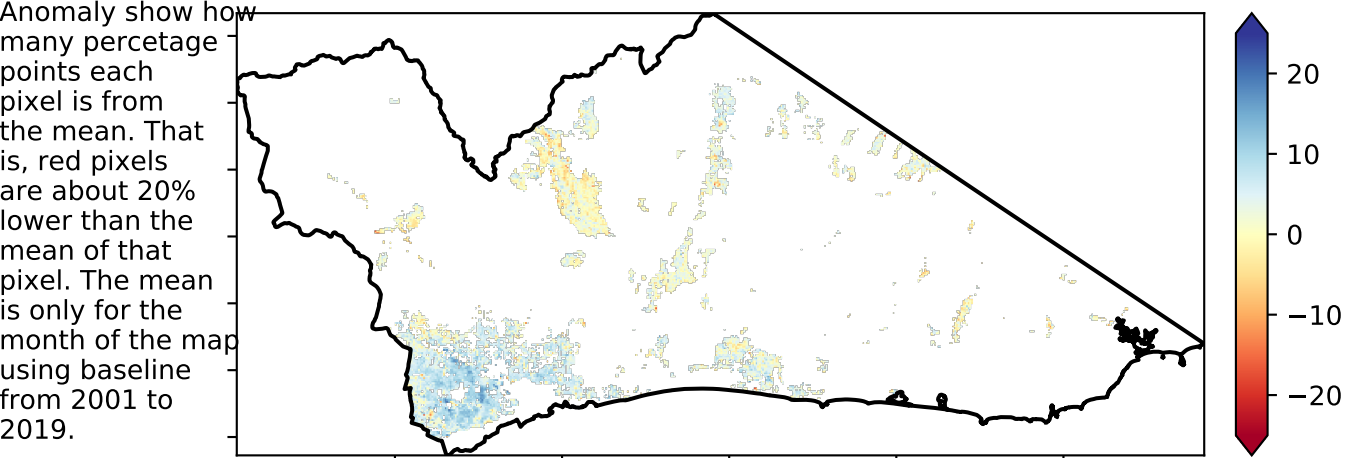 Anomaly show how
many percetage
points each
pixel is from
the mean. That
is, red pixels
are about 20%
lower than the
mean of that
pixel. The mean
is only for the
month of the map
using baseline
from 2001 to
2019.
20
10
0
−10
−20